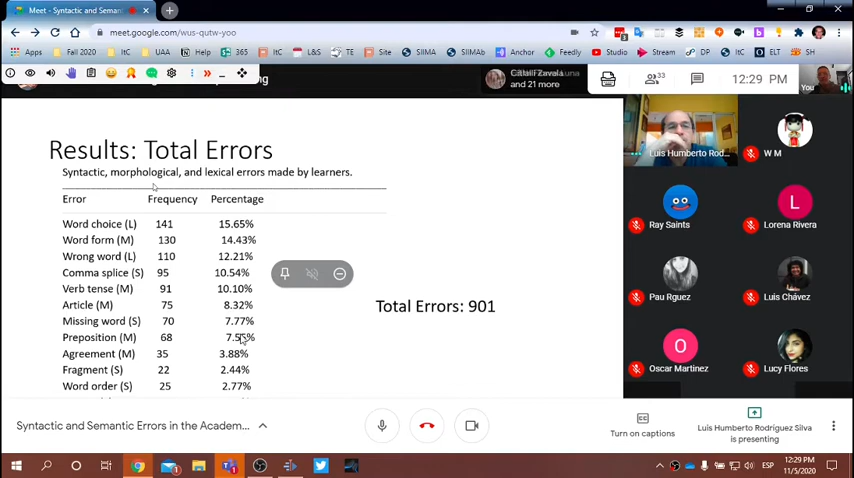 Meet - Syntactic and Seman
meet.google.com/wus-qutw-yoo
Apps
Fall 2020
ItC
UAA
B-qulty
Help
365
ItC
L&S
TE
Site
SIIMA
SIIMAb
Anchor
Feedly
Studio
Stream
DP
ItC
ELT
SH
and 21 more
33
12:29 PM
You
Results: Total Errors
Syntactic, morphological, and lexical errors made by learners.
Error Frequency Percentage
Word choice (L) 141 15.65%
Word form (M) 130 14.43%
Wrong word (L) 110 12.21%
Comma splice (S) 95 10.54%
Verb tense (M) 91 10.10%
Article (M) 75 8.32%
Missing word (S) 70 7.77%
Preposition (M) 68
Agreement (M) 35 3.88%
Fragment (S) 22 2.44%
Word order (S) 25 2.77%
Total Errors: 901
Luis Humberto Rod...
W M
Ray Saints
L
Lorena Rivera
Pau Rguez
Luis Chávez
O
Oscar Martinez
Lucy Flores
Syntactic and Semantic Errors in the Academ...
Turn on captions
Luis Humberto Rodríguez Silva
is presenting
ESP
12:29 PM
11/5/2020